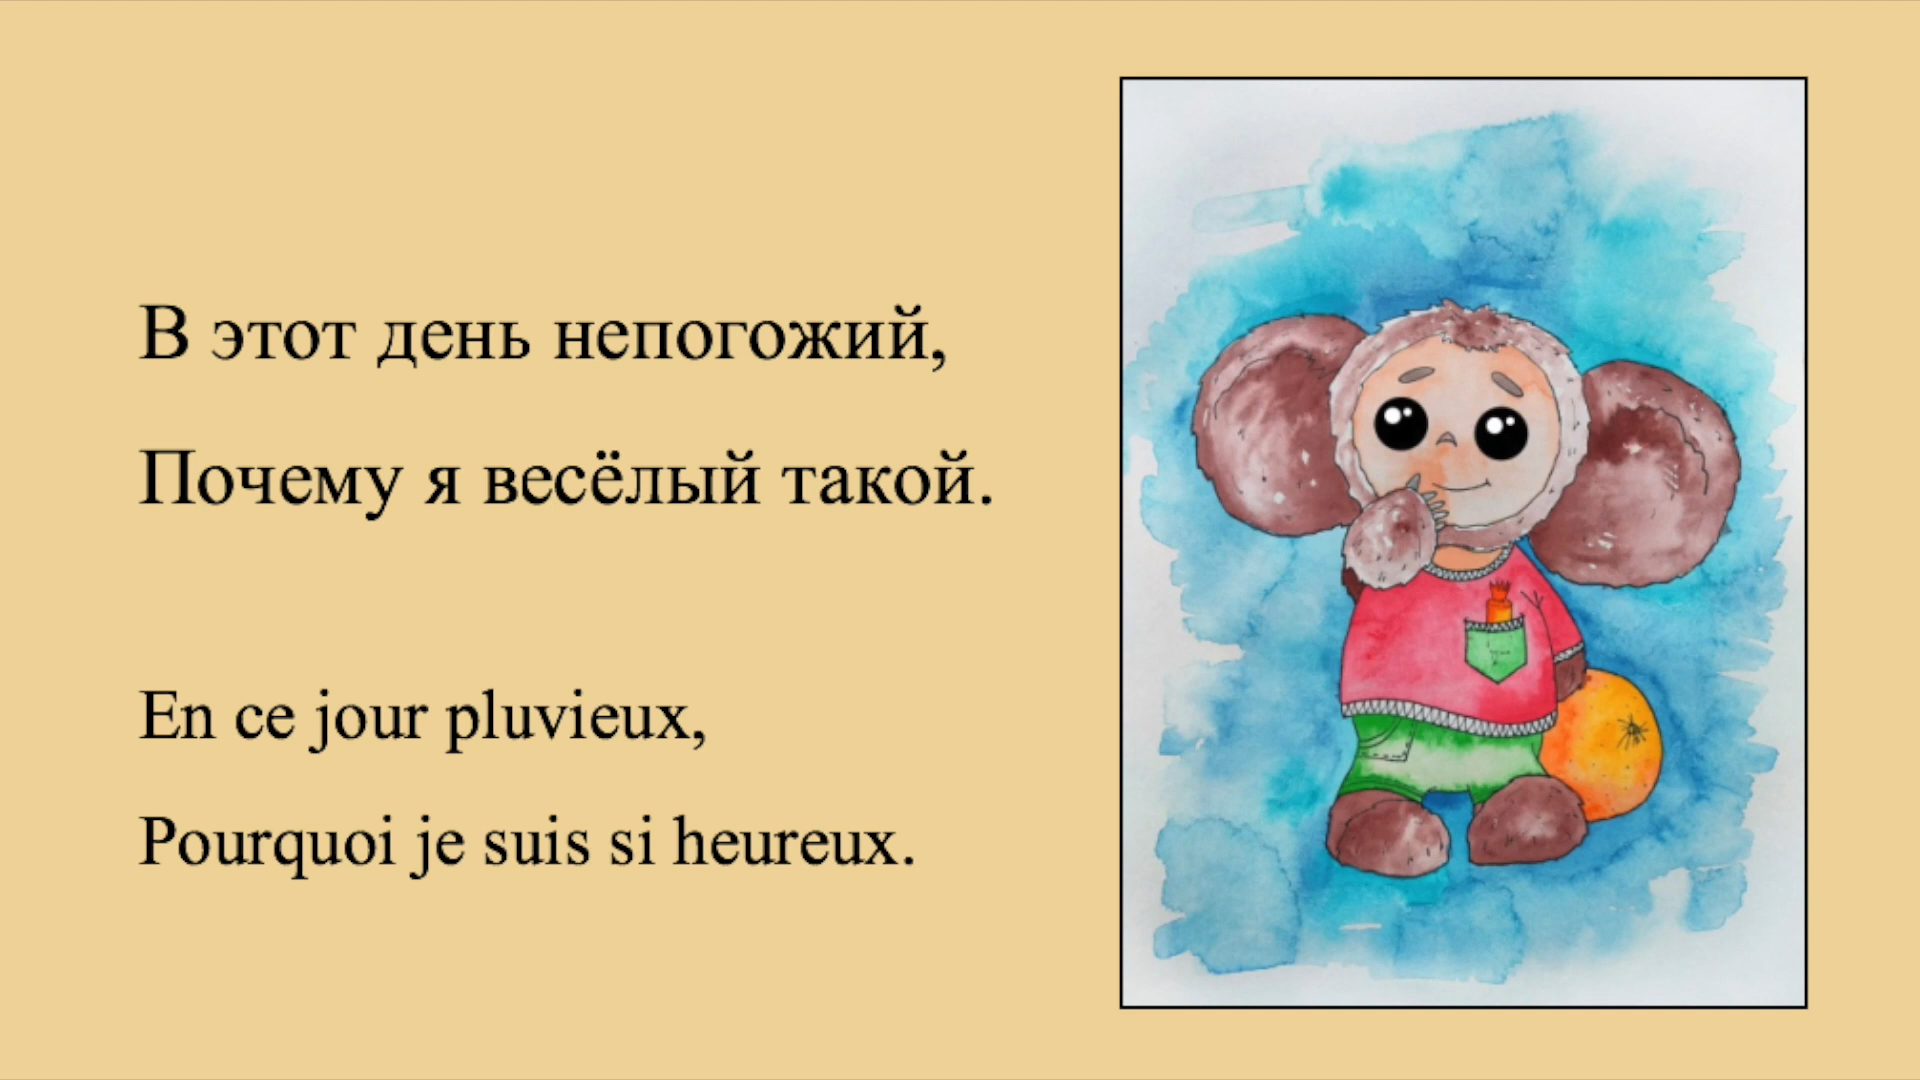 В этот день непогожий,
Почему я весёлый такой.
En ce jour pluvieux,
Pourquoi je suis si heureux.